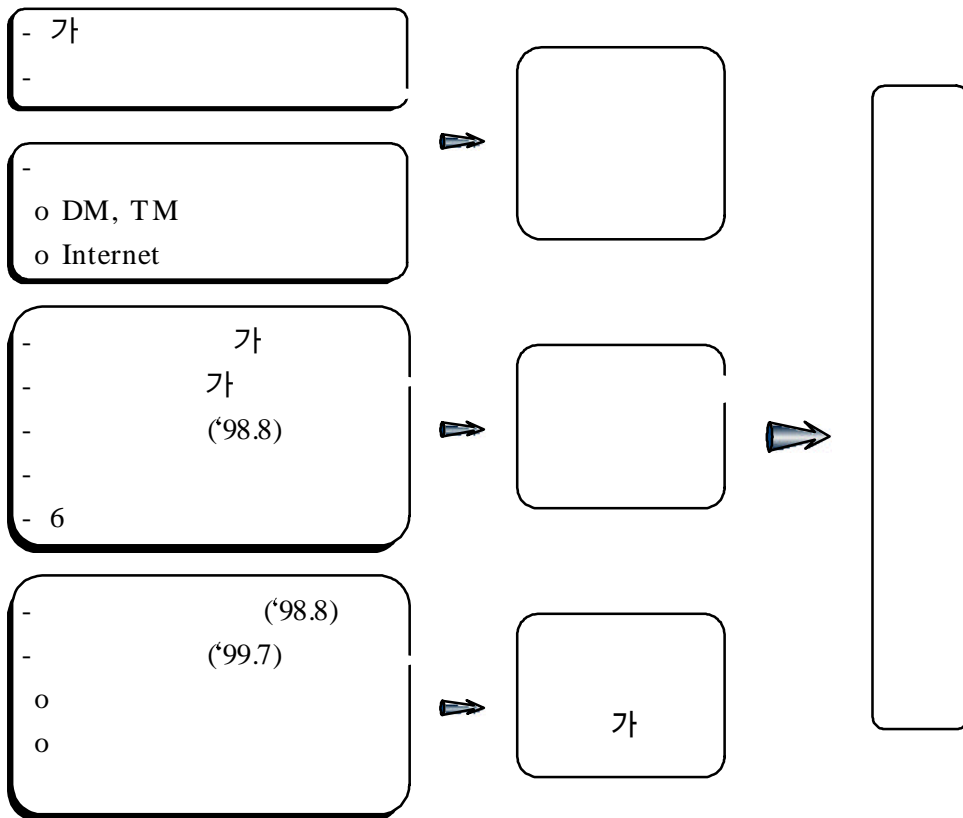 - 가
-
-
o DM, TM
o Internet
- 가
- 가
- (‘98.8)
-
- 6
- (‘98.8)
- (‘99.7)
o
o
가